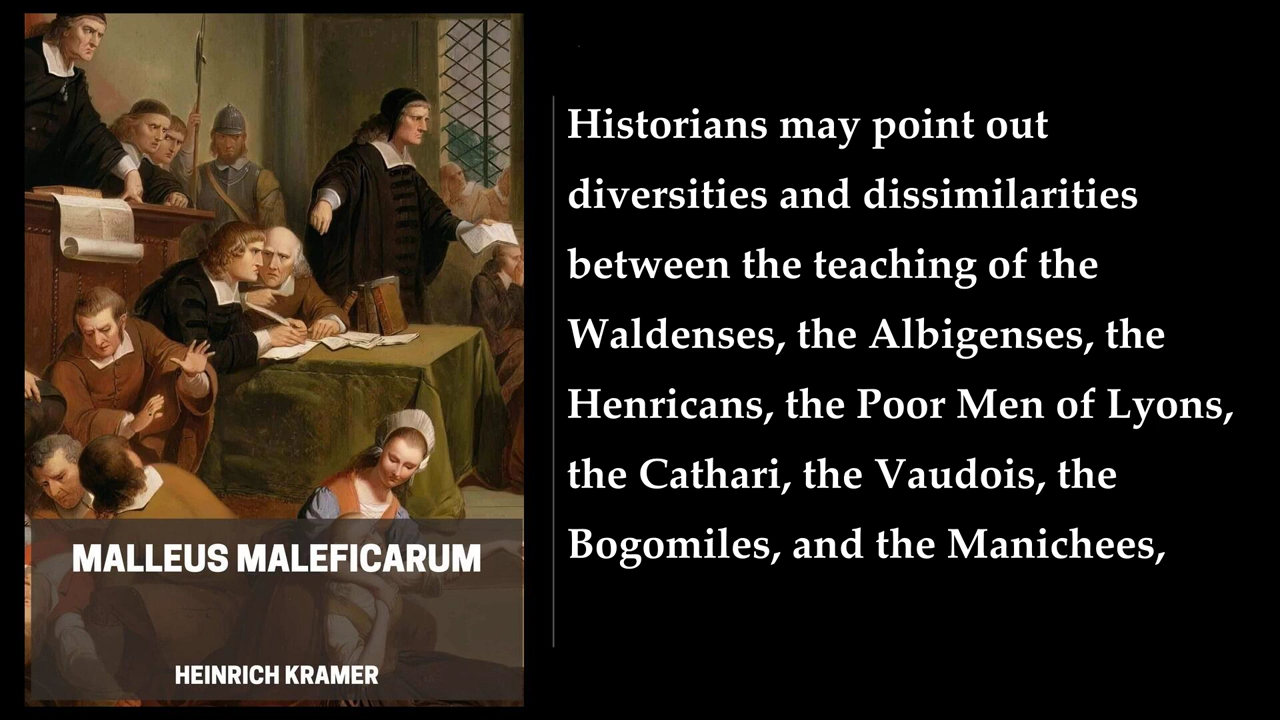 MALLEUS MALEFICARUM
HEINRICH KRAMER
Historians may point out
diversities and dissimilarities
between the teaching of the
Waldenses, the Albigenses, the
Henricans, the Poor Men of Lyons,
the Cathari, the Vaudois, the
Bogomiles, and the Manichees,